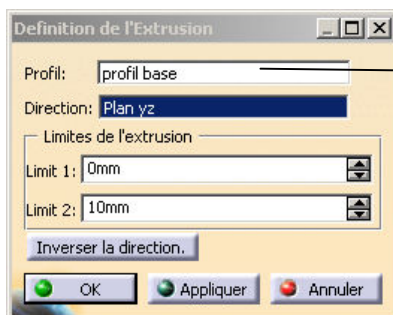 Definition de l'Extrusion
Profil: profil base
Direction: Plan yz
Limites de l'extrusion
Limit 1: 0mm
Limit 2: 10mm
Inverser la direction.
OK Appliquer Annuler